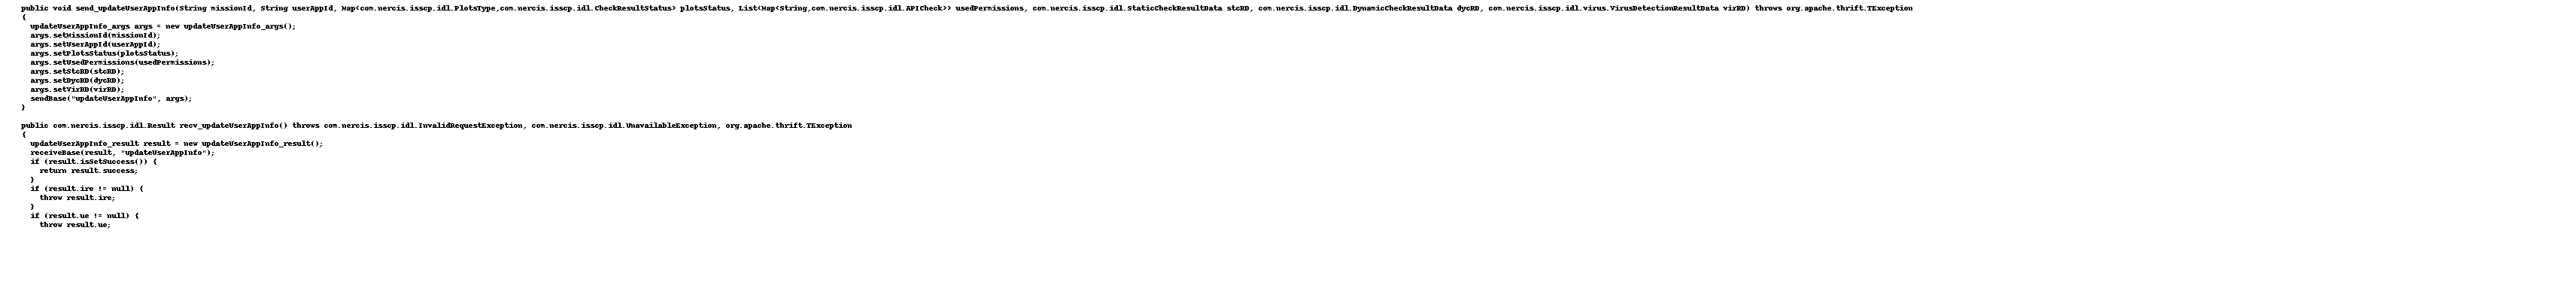 public void send_updateUserAppInfo(String missionId, String userAppId, Map<com.nercis.isscp.idl.PlotsType,com.nercis.isscp.idl.CheckResultStatus> plotsStatus, List<Map<String,com.nercis.isscp.idl.APICheck>> usedPermissions, com.nercis.isscp.idl.StaticCheckResultData stcRD, com.nercis.isscp.idl.DynamicCheckResultData dycRD, com.nercis.isscp.idl.virus.VirusDetectionResultData virRD) throws org.apache.thrift.TException
{
updateUserAppInfo_args args = new updateUserAppInfo_args();
args.setMissionId(missionId);
args.setUserAppId(userAppId);
args.setPlotsStatus(plotsStatus);
args.setUsedPermissions(usedPermissions);
args.setStcRD(stcRD);
args.setDycRD(dycRD);
args.setVirRD(virRD);
sendBase("updateUserAppInfo", args);
}
public com.nercis.isscp.idl.Result recv_updateUserAppInfo() throws com.nercis.isscp.idl.InvalidRequestException, com.nercis.isscp.idl.UnavailableException, org.apache.thrift.TException
{
updateUserAppInfo_result result = new updateUserAppInfo_result();
receiveBase(result, "updateUserAppInfo");
if (result.isSetSuccess()) {
return result.success;
}
if (result.ire != null) {
throw result.ire;
}
if (result.ue != null) {
throw result.ue;